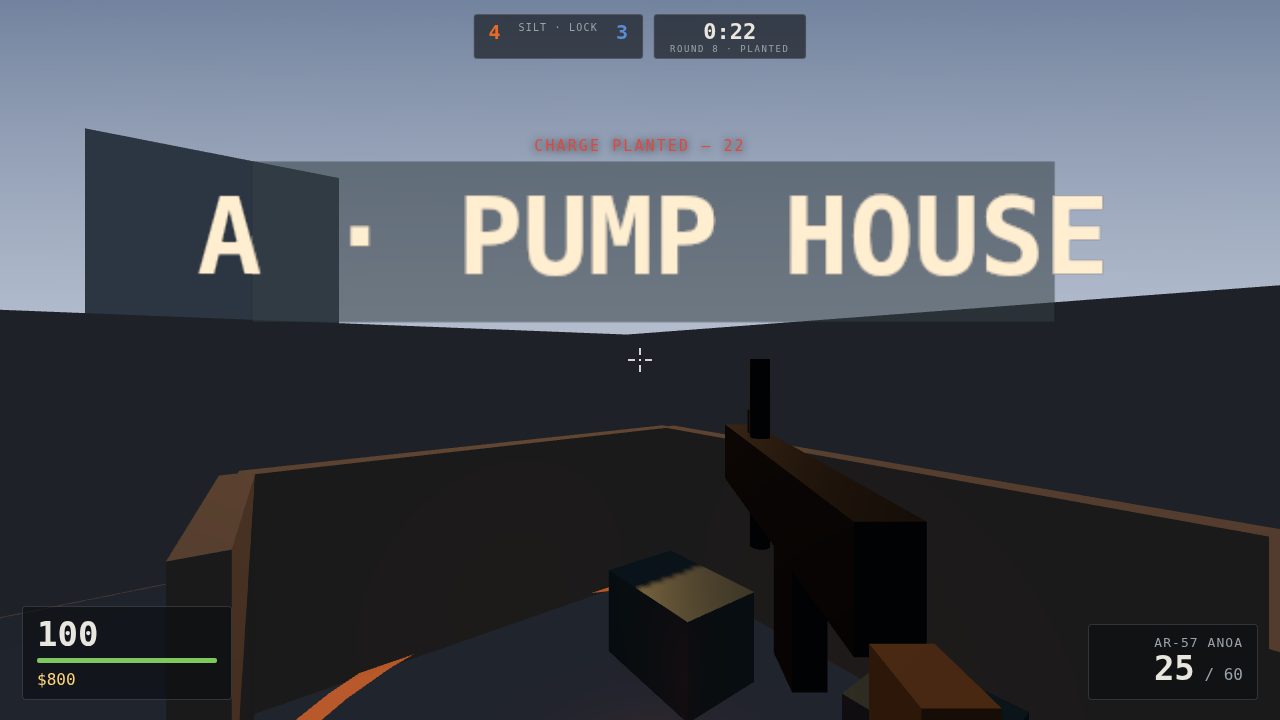 4 SILT · LOCK 3
0:22
ROUND 8 · PLANTED
CHARGE PLANTED — 22
A · PUMP HOUSE
100
$800
AR-57 ANOA
25 / 60